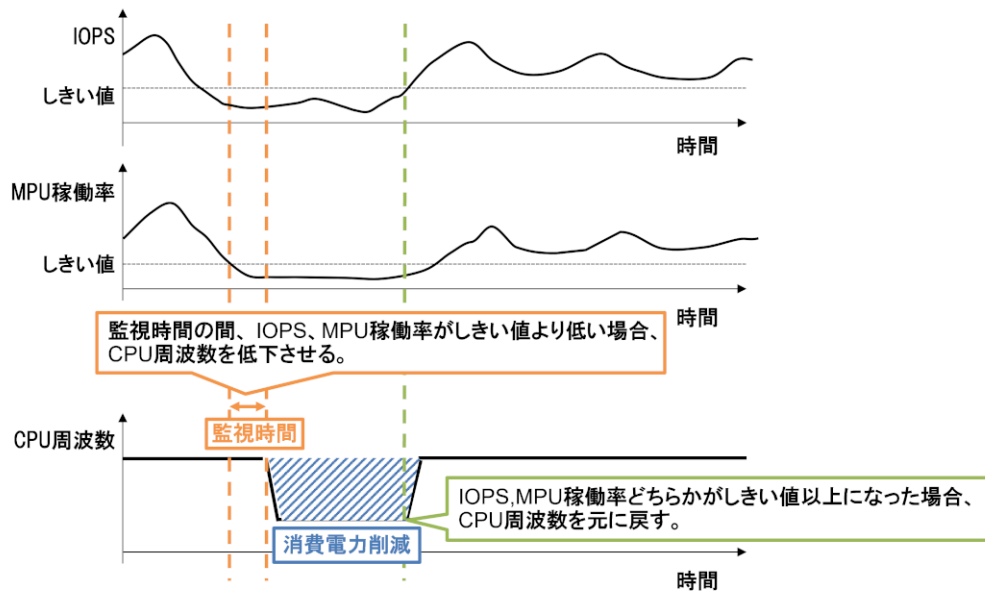 IOPS
しきい値
時間
MPU稼働率
しきい値
時間
監視時間の間、IOPS、MPU稼働率がしきい値より低い場合、
CPU周波数を低下させる。
監視時間
CPU周波数
IOPS,MPU稼働率どちらかがしきい値以上になった場合、
CPU周波数を元に戻す。
消費電力削減
時間